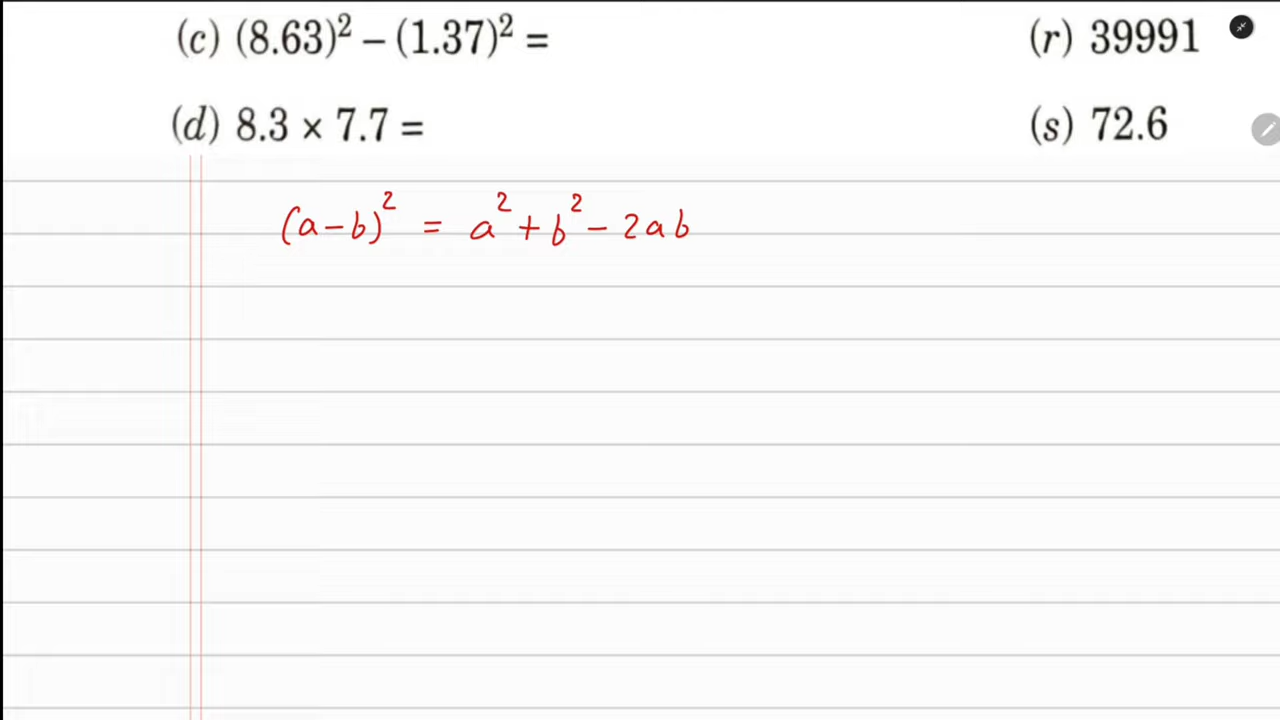 (c) (8.63)² – (1.37)² = (r) 39991
(d) 8.3 × 7.7 = (s) 72.6
(a-b)² = a² + b² - 2ab